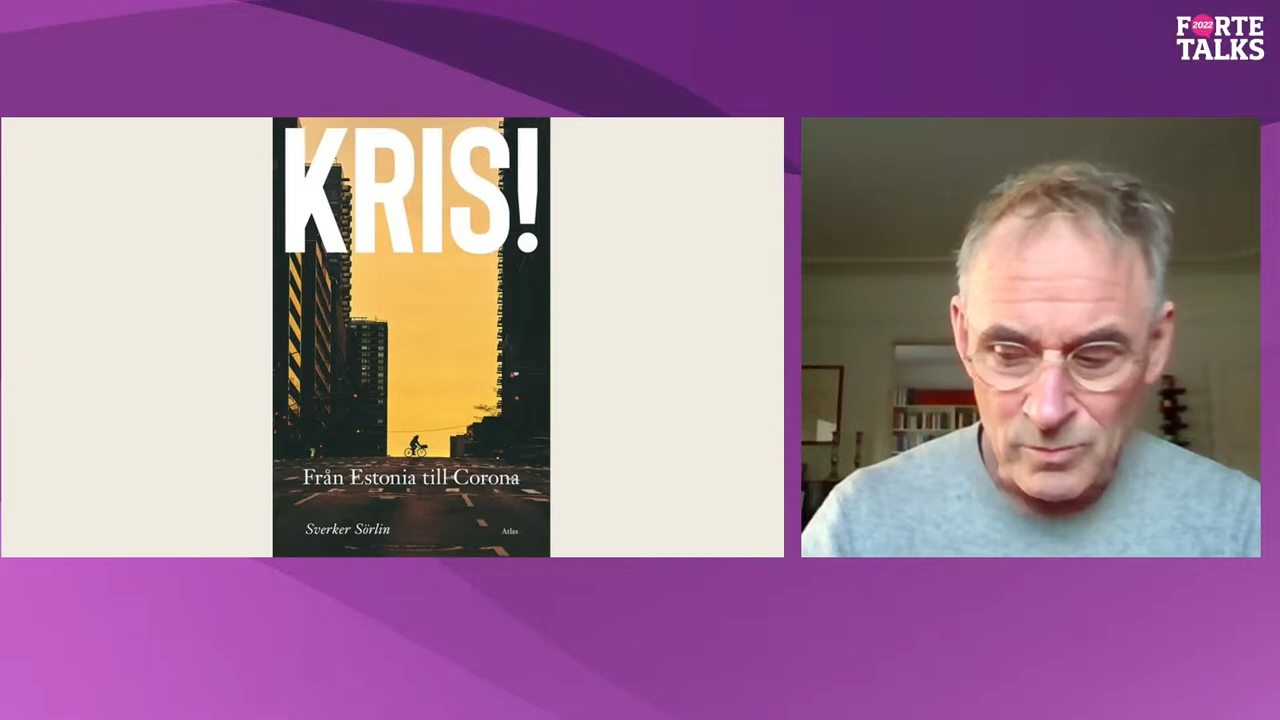 FORTE
2022
TALKS
KRIS!
Från Estonia till Corona
Sverker Sörlin
Atlas